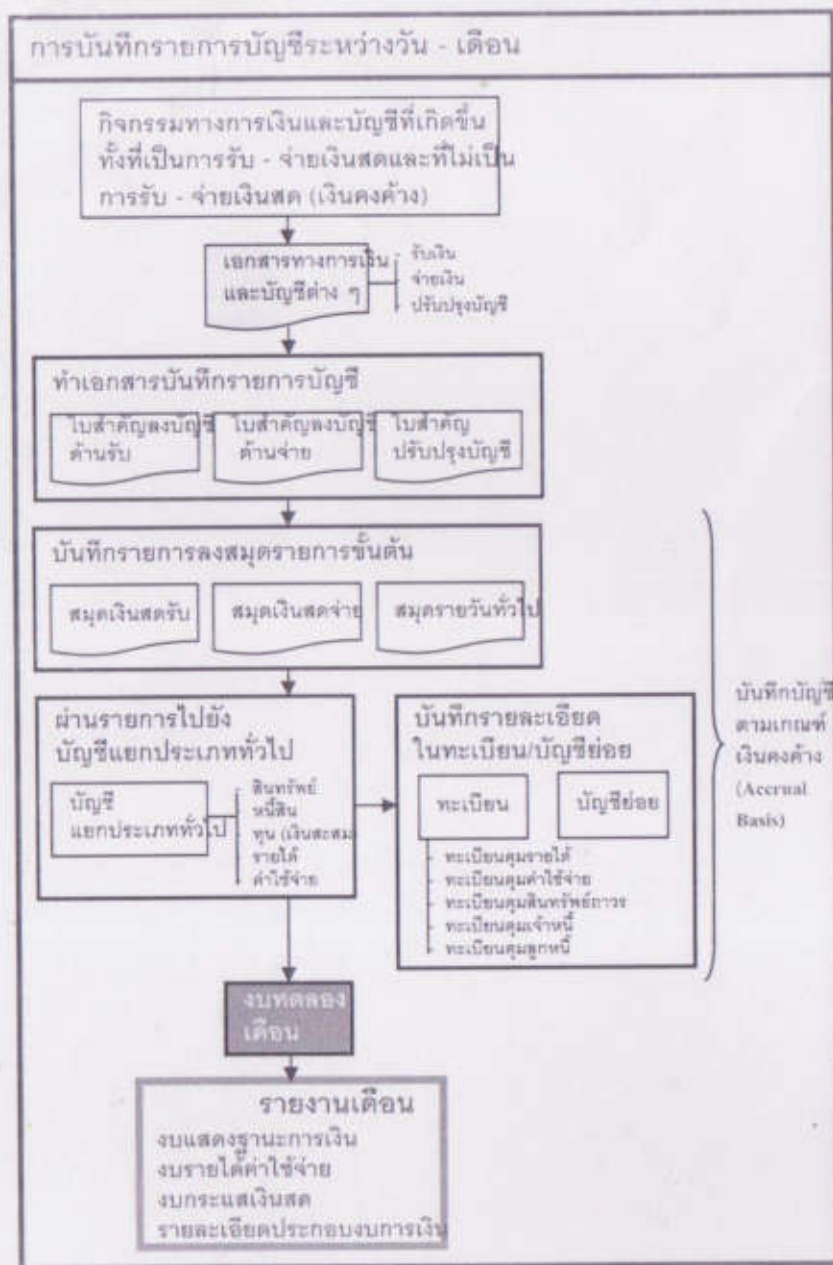 การบันทึกรายการบัญชีระหว่างวัน - เดือน
กิจกรรมทางการเงินและบัญชีที่เกิดขึ้น
ทั้งที่เป็นการรับ - จ่ายเงินสดและที่ไม่เป็น
การรับ - จ่ายเงินสด (เงินคงค้าง)
เอกสารทางการเงิน
และบัญชีต่าง ๆ
รับเงิน
จ่ายเงิน
ปรับปรุงบัญชี
ทำเอกสารบันทึกรายการบัญชี
ใบสำคัญลงบัญชี
ด้านรับ
ใบสำคัญลงบัญชี
ด้านจ่าย
ใบสำคัญ
ปรับปรุงบัญชี
บันทึกรายการลงสมุดรายการขั้นต้น
สมุดเงินสดรับ
สมุดเงินสดจ่าย
สมุดรายวันทั่วไป
ผ่านรายการไปยัง
บัญชีแยกประเภททั่วไป
บัญชี
แยกประเภททั่วไป
สินทรัพย์
หนี้สิน
ทุน (เงินสะสม)
รายได้
ค่าใช้จ่าย
บันทึกรายละเอียด
ในทะเบียน/บัญชีย่อย
ทะเบียน
บัญชีย่อย
- ทะเบียนคุมรายได้
- ทะเบียนคุมค่าใช้จ่าย
- ทะเบียนคุมสินทรัพย์ถาวร
- ทะเบียนคุมเจ้าหนี้
- ทะเบียนคุมลูกหนี้
บันทึกบัญชี
ตามเกณฑ์
เงินคงค้าง
(Accrual
Basis)
งบทดลอง
เดือน
รายงานเดือน
งบแสดงฐานะการเงิน
งบรายได้ค่าใช้จ่าย
งบกระแสเงินสด
รายละเอียดประกอบงบการเงิน